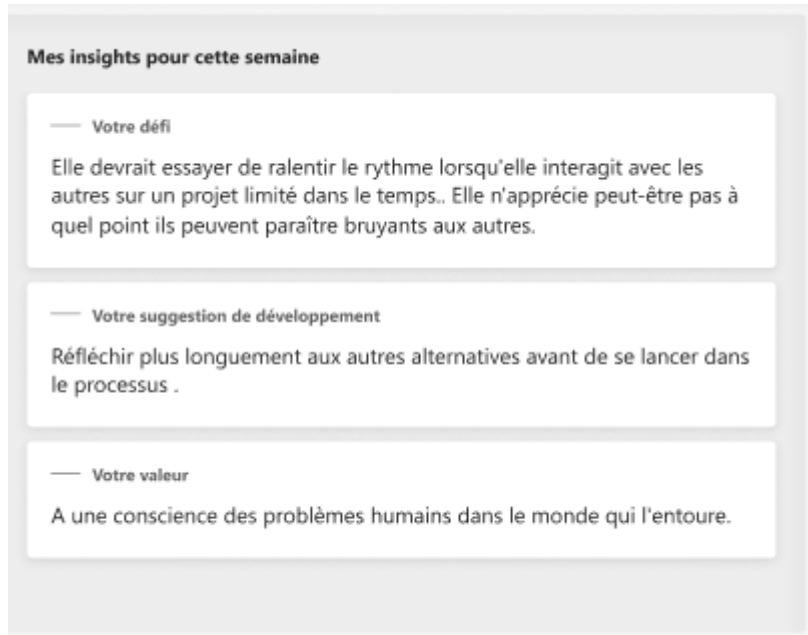 Mes insights pour cette semaine
Votre défi
Elle devrait essayer de ralentir le rythme lorsqu'elle interagit avec les
autres sur un projet limité dans le temps.. Elle n'apprécie peut-être pas à
quel point ils peuvent paraître bruyants aux autres.
Votre suggestion de développement
Réfléchir plus longuement aux autres alternatives avant de se lancer dans
le processus .
Votre valeur
A une conscience des problèmes humains dans le monde qui l'entoure.